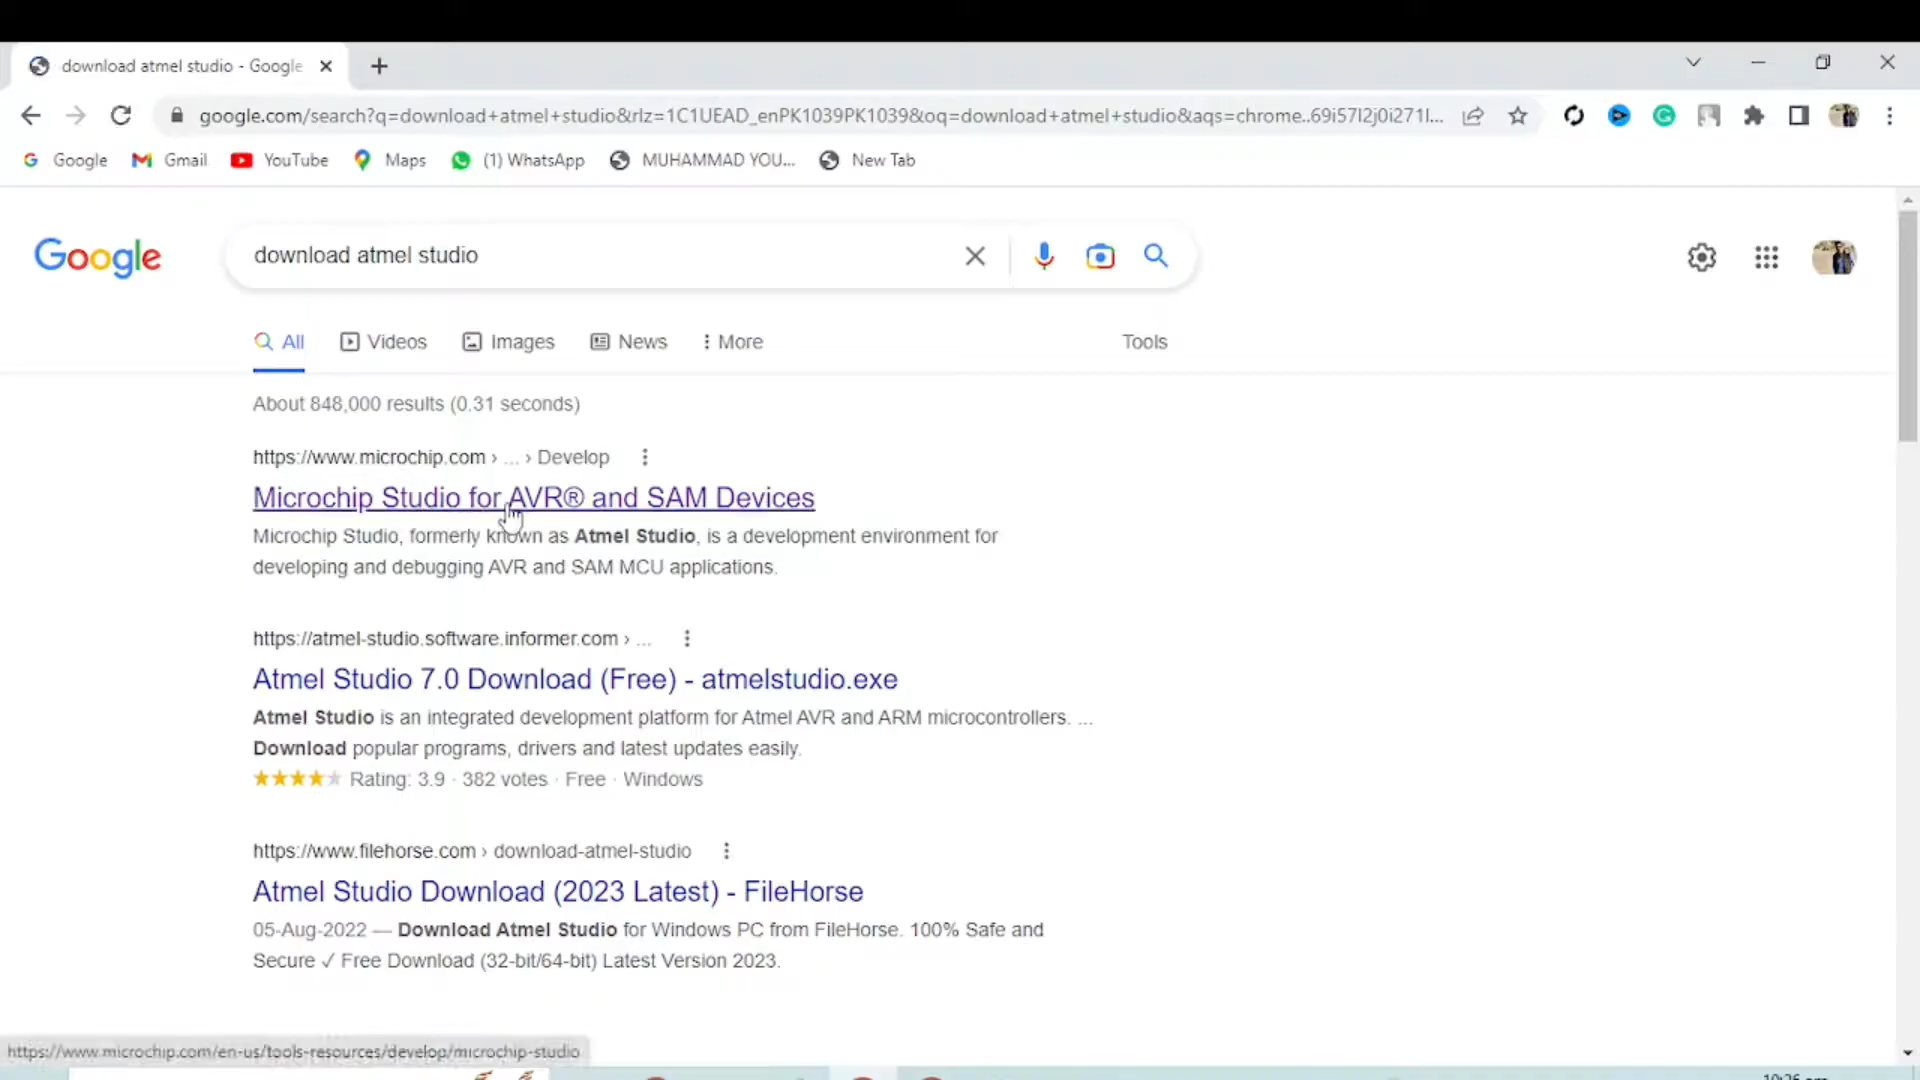 download atmel studio - Google
google.com/search?q=download+atmel+studio&rlz=1C1UEAD_enPK1039PK1039&oq=download+atmel+studio&aqs=chrome..69i57l2j0i271l...
Google Gmail YouTube Maps (1) WhatsApp MUHAMMAD YOU... New Tab
Google download atmel studio
All Videos Images News More Tools
About 848,000 results (0.31 seconds)
https://www.microchip.com › ... › Develop
Microchip Studio for AVR® and SAM Devices
Microchip Studio, formerly known as Atmel Studio, is a development environment for
developing and debugging AVR and SAM MCU applications.
https://atmel-studio.software.informer.com › ...
Atmel Studio 7.0 Download (Free) - atmelstudio.exe
Atmel Studio is an integrated development platform for Atmel AVR and ARM microcontrollers. ...
Download popular programs, drivers and latest updates easily.
Rating: 3.9 · 382 votes · Free · Windows
https://www.filehorse.com › download-atmel-studio
Atmel Studio Download (2023 Latest) - FileHorse
05-Aug-2022 — Download Atmel Studio for Windows PC from FileHorse. 100% Safe and
Secure ✓ Free Download (32-bit/64-bit) Latest Version 2023.
https://www.microchip.com/en-us/tools-resources/develop/microchip-studio